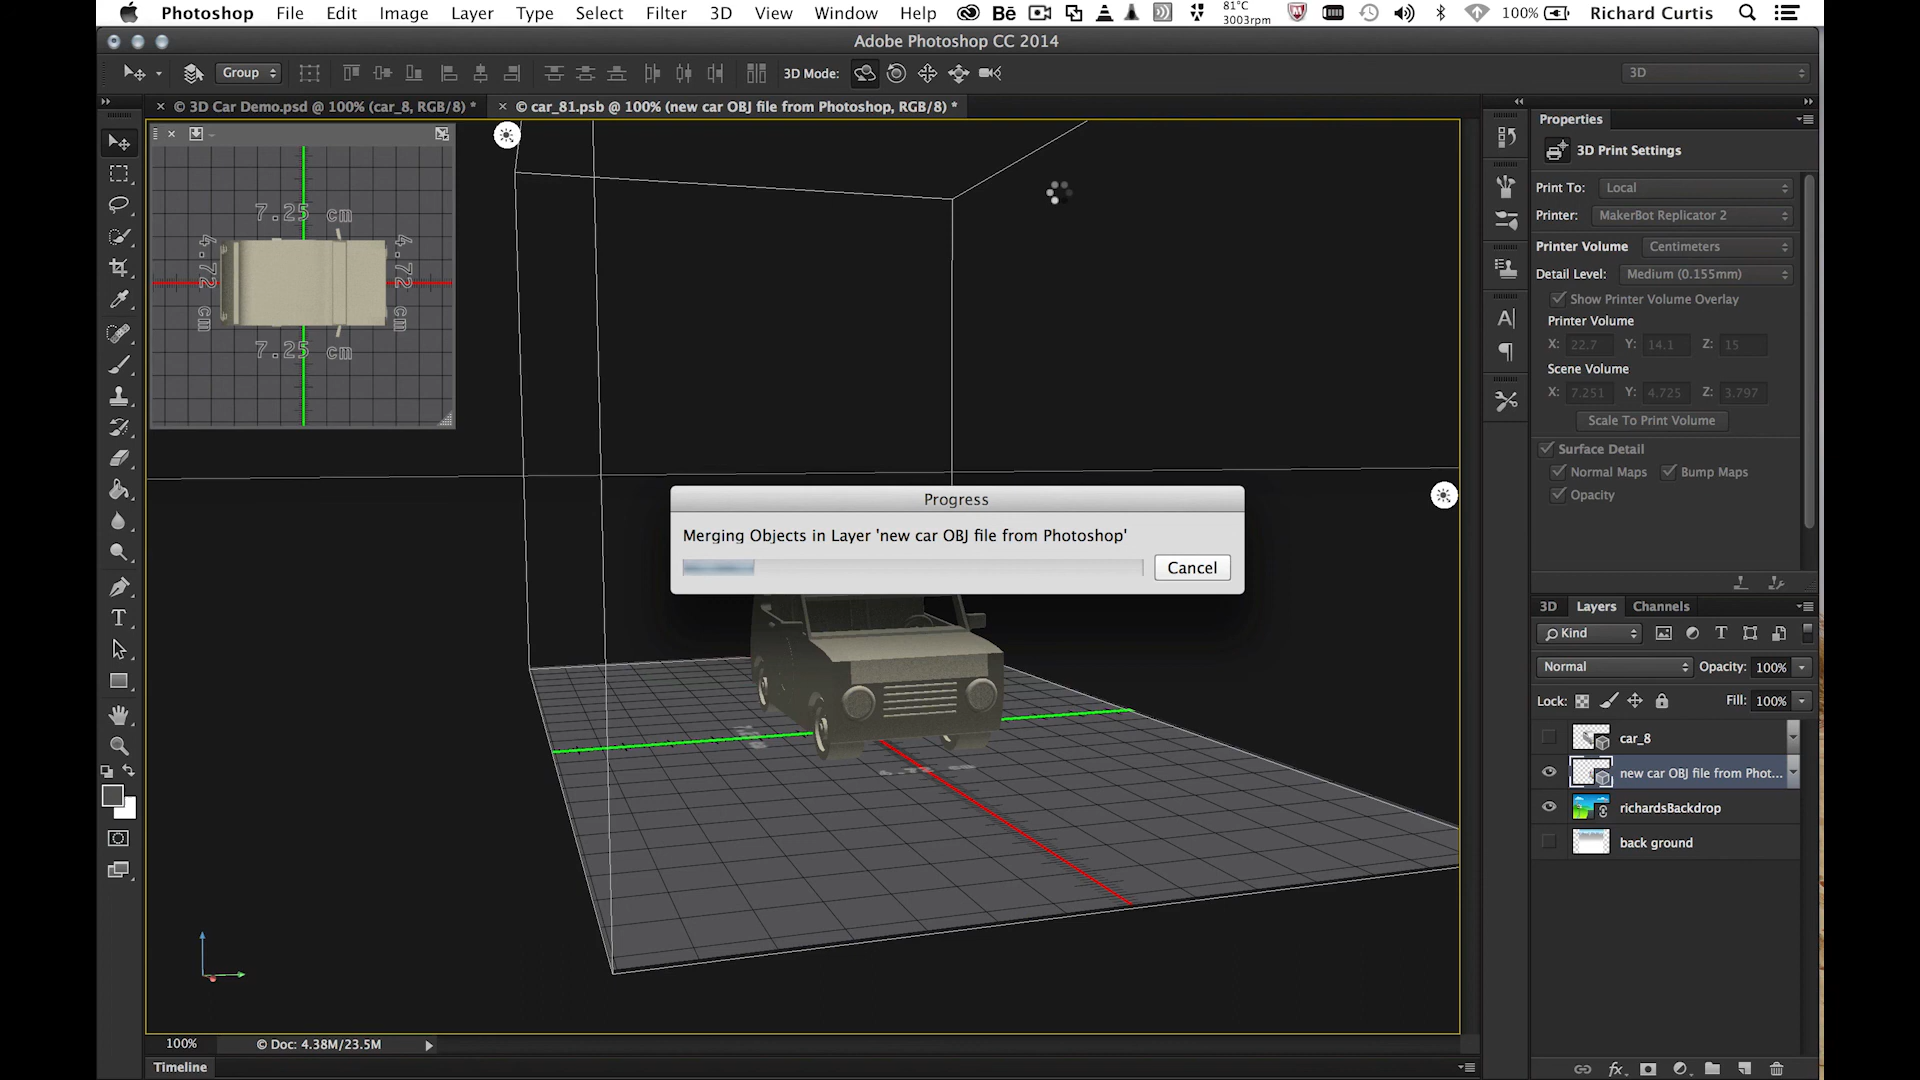 Photoshop File Edit Image Layer Type Select Filter 3D View Window Help Bē 81°C 3003rpm 100% Richard Curtis
Adobe Photoshop CC 2014
Group 3D Mode: 3D
© 3D Car Demo.psd @ 100% (car_8, RGB/8) * × © car_81.psb @ 100% (new car OBJ file from Photoshop, RGB/8) *
7.25 cm
4.72 cm
4.72 cm
7.25 cm
Progress
Merging Objects in Layer 'new car OBJ file from Photoshop'
Cancel
100% © Doc: 4.38M/23.5M
Timeline
Properties
3D Print Settings
Print To: Local
Printer: MakerBot Replicator 2
Printer Volume Centimeters
Detail Level: Medium (0.155mm)
Show Printer Volume Overlay
Printer Volume
X: 22.7 Y: 14.1 Z: 15
Scene Volume
X: 7.251 Y: 4.725 Z: 3.797
Scale To Print Volume
Surface Detail
Normal Maps Bump Maps
Opacity
3D Layers Channels
Kind
Normal Opacity: 100%
Lock: Fill: 100%
car_8
new car OBJ file from Phot...
richardsBackdrop
back ground